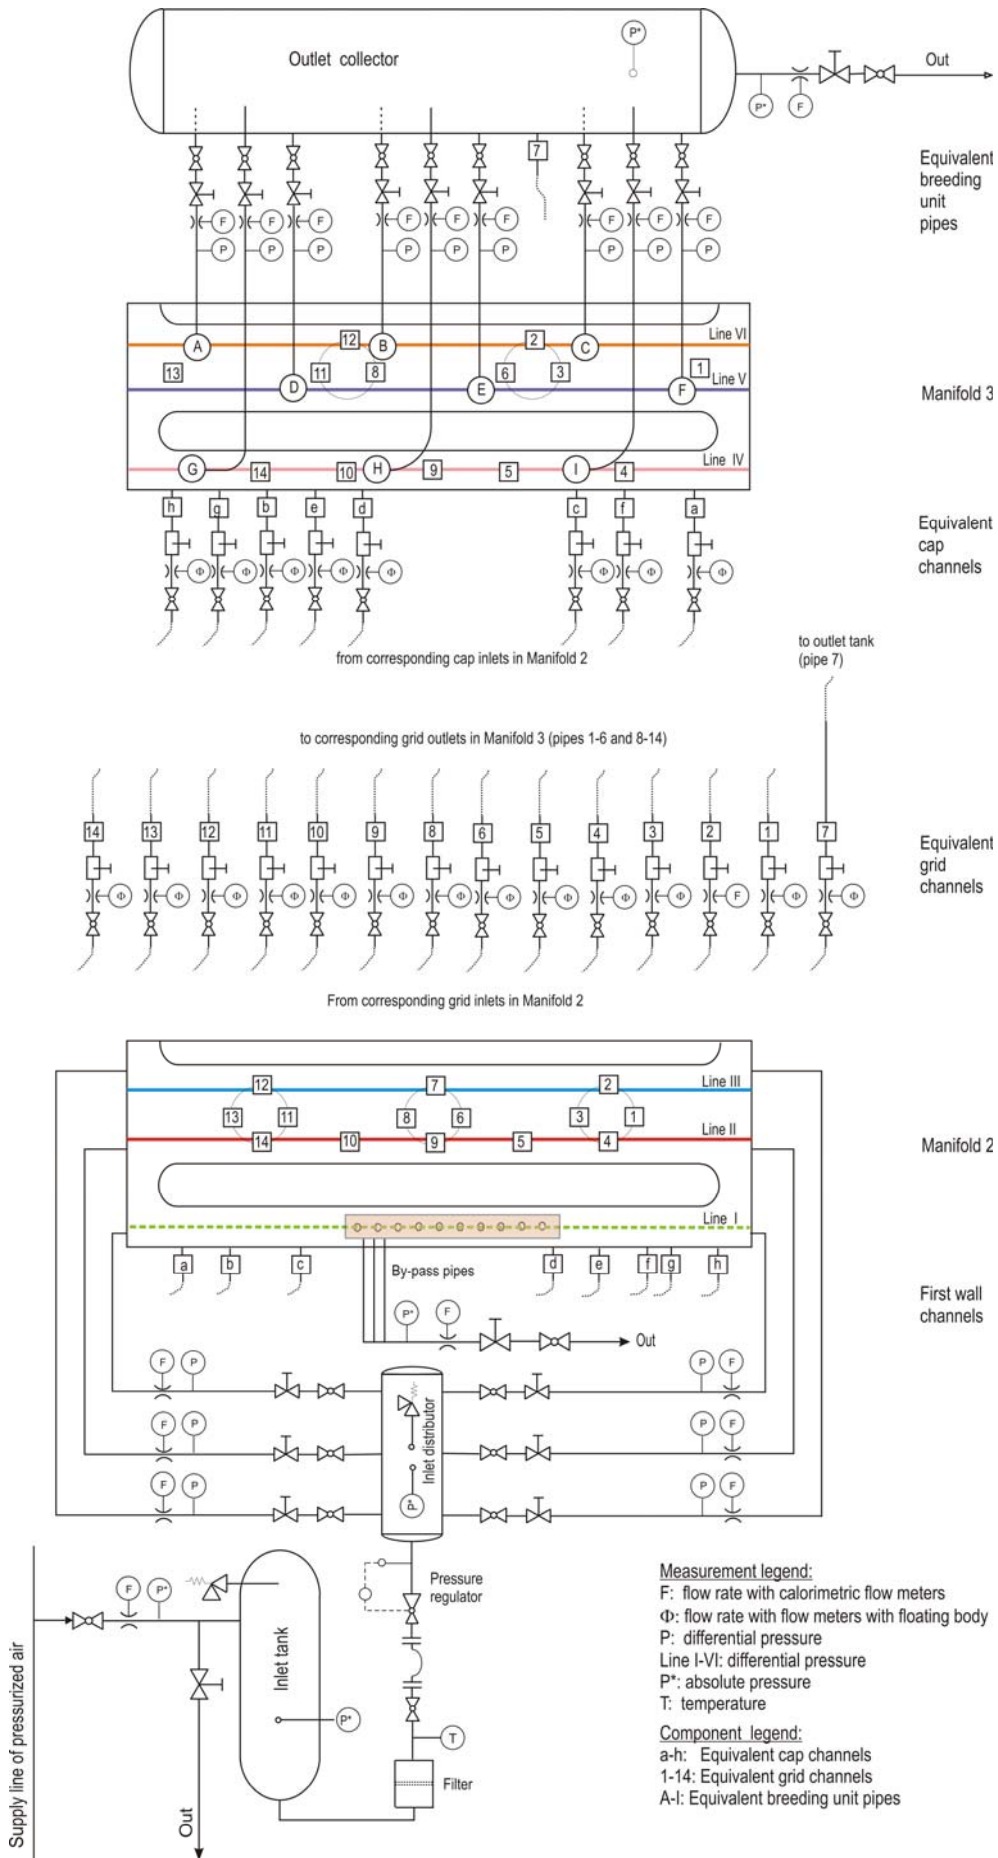 P*
Outlet collector
Out
P* F
7
Equivalent
breeding
unit
pipes
F F F F F F F F F
P P P P P P P P P
Line VI
A 12 B 2 C
13 11 8 6 3 1
Line V
D E F
Manifold 3
Line IV
G 14 10 H 9 5 I 4
h g b e d c f a
Equivalent
cap
channels
Φ Φ Φ Φ Φ Φ Φ Φ
from corresponding cap inlets in Manifold 2
to outlet tank
(pipe 7)
to corresponding grid outlets in Manifold 3 (pipes 1-6 and 8-14)
14 13 12 11 10 9 8 6 5 4 3 2 1 7
Equivalent
grid
channels
Φ Φ Φ Φ Φ Φ Φ Φ Φ Φ Φ F Φ Φ
From corresponding grid inlets in Manifold 2
12 7 2 Line III
13 11 8 6 3 1
Line II
14 10 9 5 4
Manifold 2
Line I
a b c d e f g h
By-pass pipes
First wall
channels
P* F
Out
F P P F
F P P F
F P P F
Inlet distributor
P*
Pressure
regulator
F P*
Inlet tank
P*
T
Filter
Supply line of pressurized air
Out
Measurement legend:
F: flow rate with calorimetric flow meters
Φ: flow rate with flow meters with floating body
P: differential pressure
Line I-VI: differential pressure
P*: absolute pressure
T: temperature
Component legend:
a-h: Equivalent cap channels
1-14: Equivalent grid channels
A-I: Equivalent breeding unit pipes